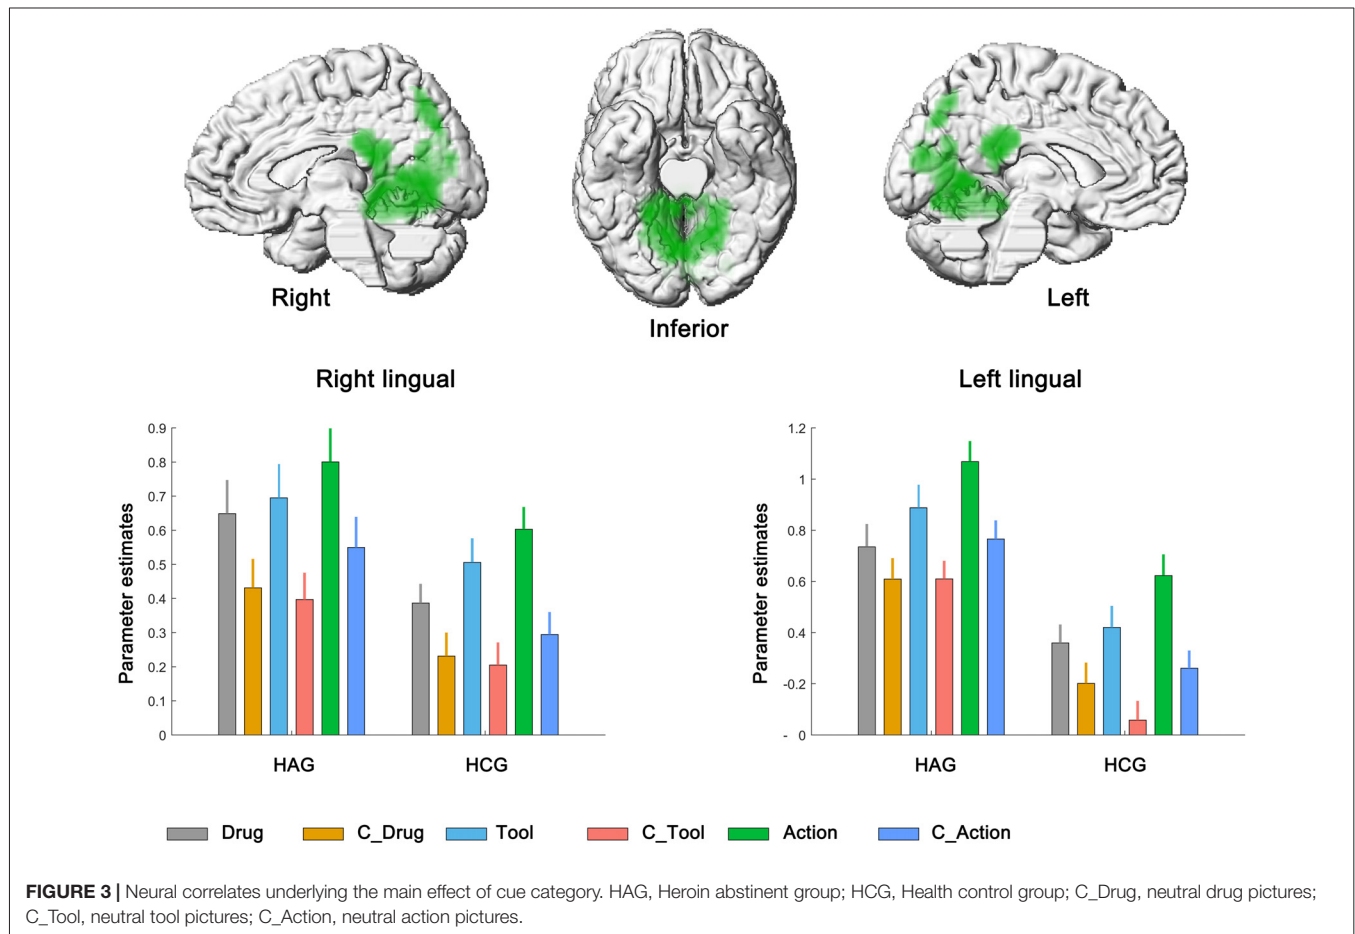 Right
Inferior
Left
Right lingual
Parameter estimates
0.9
0.8
0.7
0.6
0.5
0.4
0.3
0.2
0.1
0
HAG
HCG
Left lingual
Parameter estimates
1.2
1
0.8
0.6
0.4
-0.2
- 0
HAG
HCG
Drug C_Drug Tool C_Tool Action C_Action
FIGURE 3 | Neural correlates underlying the main effect of cue category. HAG, Heroin abstinent group; HCG, Health control group; C_Drug, neutral drug pictures;
C_Tool, neutral tool pictures; C_Action, neutral action pictures.